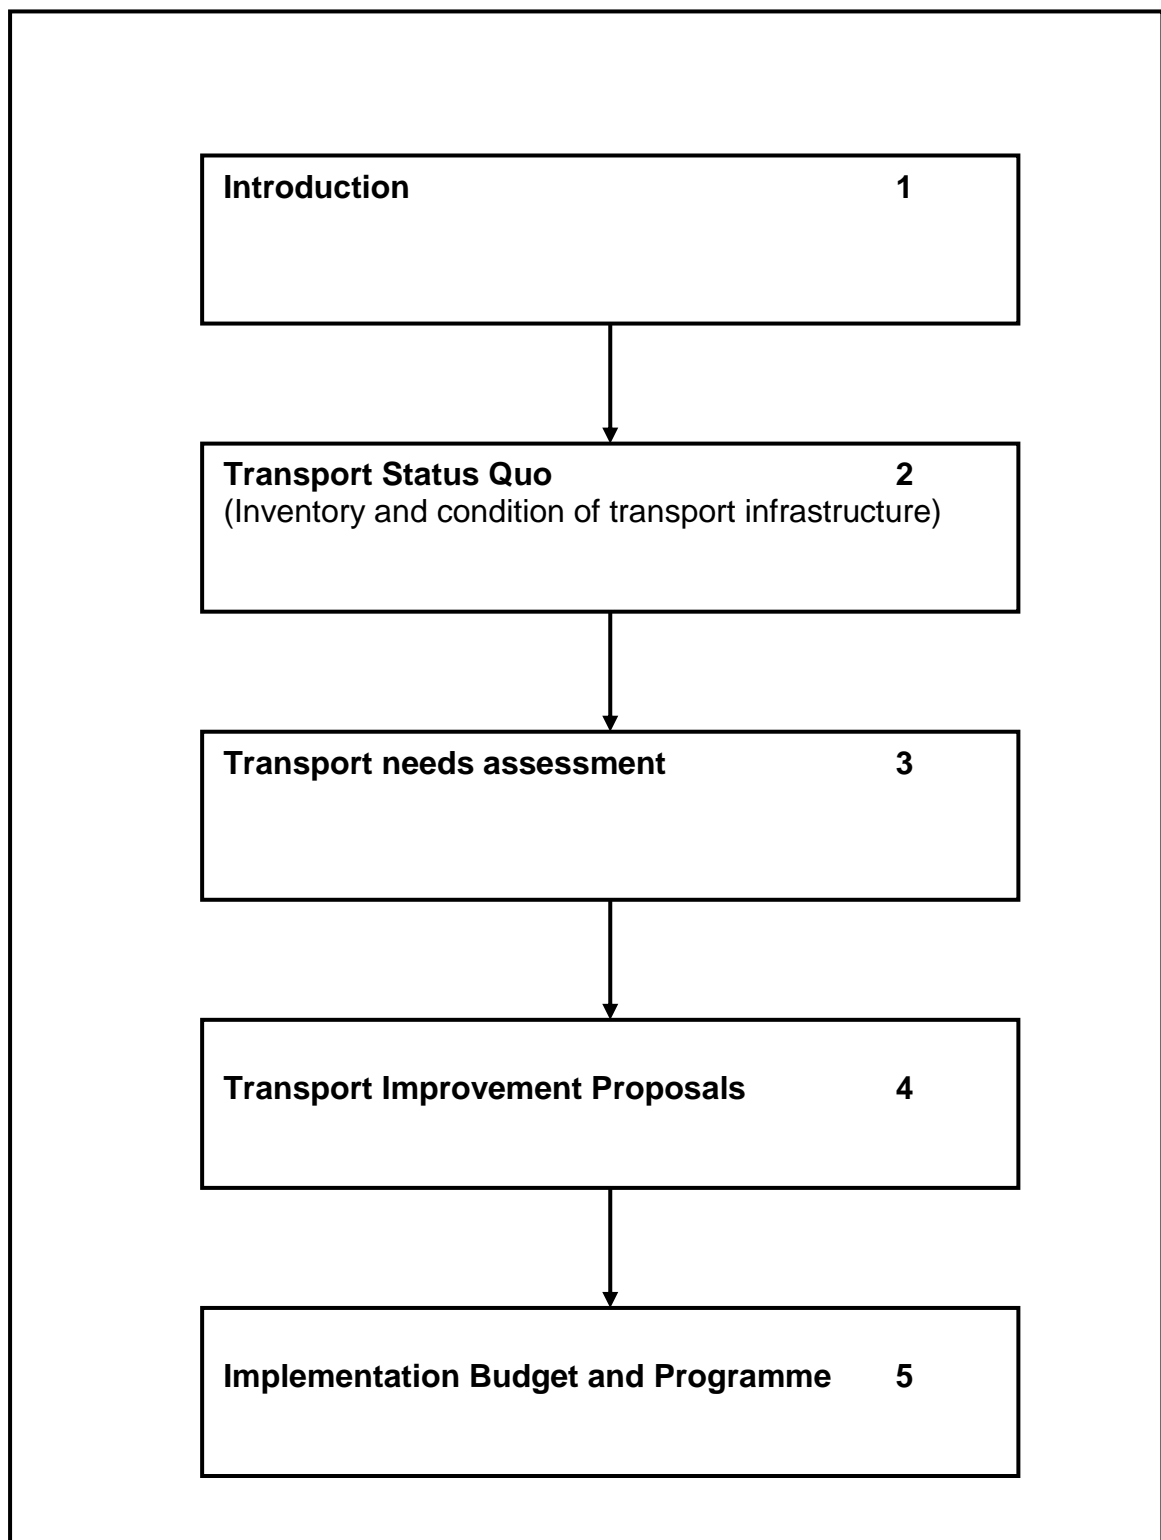 Introduction 1
Transport Status Quo 2
(Inventory and condition of transport infrastructure)
Transport needs assessment 3
Transport Improvement Proposals 4
Implementation Budget and Programme 5